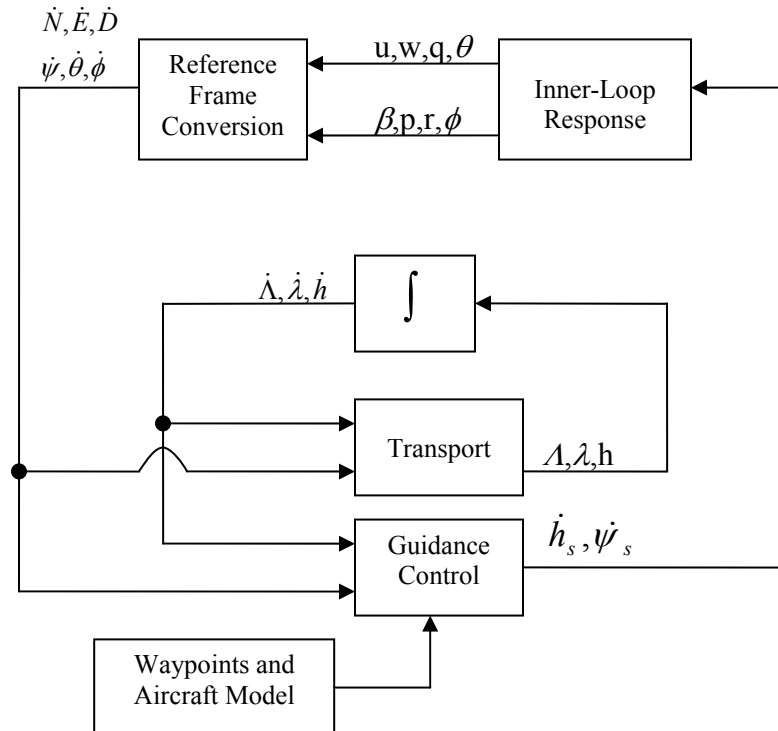 Ṅ,Ė,Ḋ
ψ̇,θ̇,ϕ̇
Reference
Frame
Conversion
u,w,q,θ
β,p,r,ϕ
Inner-Loop
Response
Λ̇,λ̇,ḣ
∫
Transport
Λ,λ,h
Guidance
Control
ḣₛ,ψ̇ₛ
Waypoints and
Aircraft Model